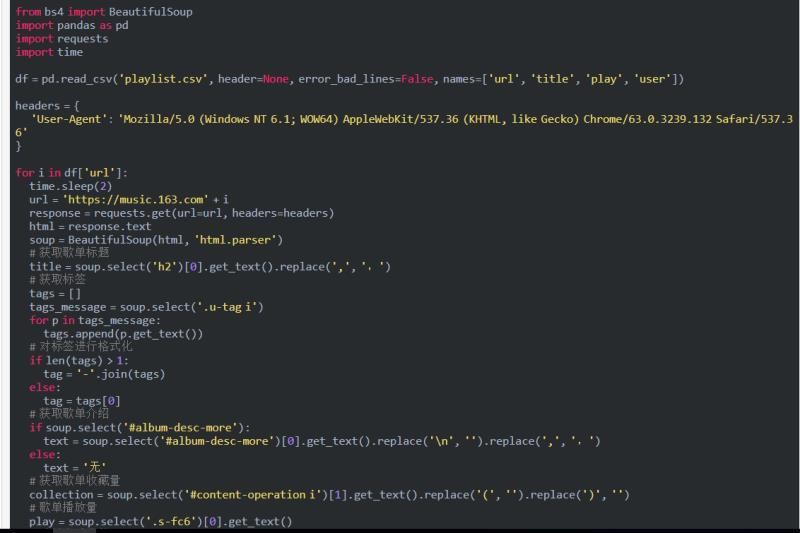 from bs4 import BeautifulSoup
import pandas as pd
import requests
import time
df = pd.read_csv('playlist.csv', header=None, error_bad_lines=False, names=['url', 'title', 'play', 'user'])
headers = {
'User-Agent': 'Mozilla/5.0 (Windows NT 6.1; WOW64) AppleWebKit/537.36 (KHTML, like Gecko) Chrome/63.0.3239.132 Safari/537.3
6'
}
for i in df['url']:
time.sleep(2)
url = 'https://music.163.com' + i
response = requests.get(url=url, headers=headers)
html = response.text
soup = BeautifulSoup(html, 'html.parser')
# 获取歌单标题
title = soup.select('h2')[0].get_text().replace(',', '，')
# 获取标签
tags = []
tags_message = soup.select('.u-tag i')
for p in tags_message:
tags.append(p.get_text())
# 对标签进行格式化
if len(tags) > 1:
tag = '-'.join(tags)
else:
tag = tags[0]
# 获取歌单介绍
if soup.select('#album-desc-more'):
text = soup.select('#album-desc-more')[0].get_text().replace('\n', '').replace(',', '，')
else:
text = '无'
# 获取歌单收藏量
collection = soup.select('#content-operation i')[1].get_text().replace('(', '').replace(')', '')
# 歌单播放量
play = soup.select('.s-fc6')[0].get_text()